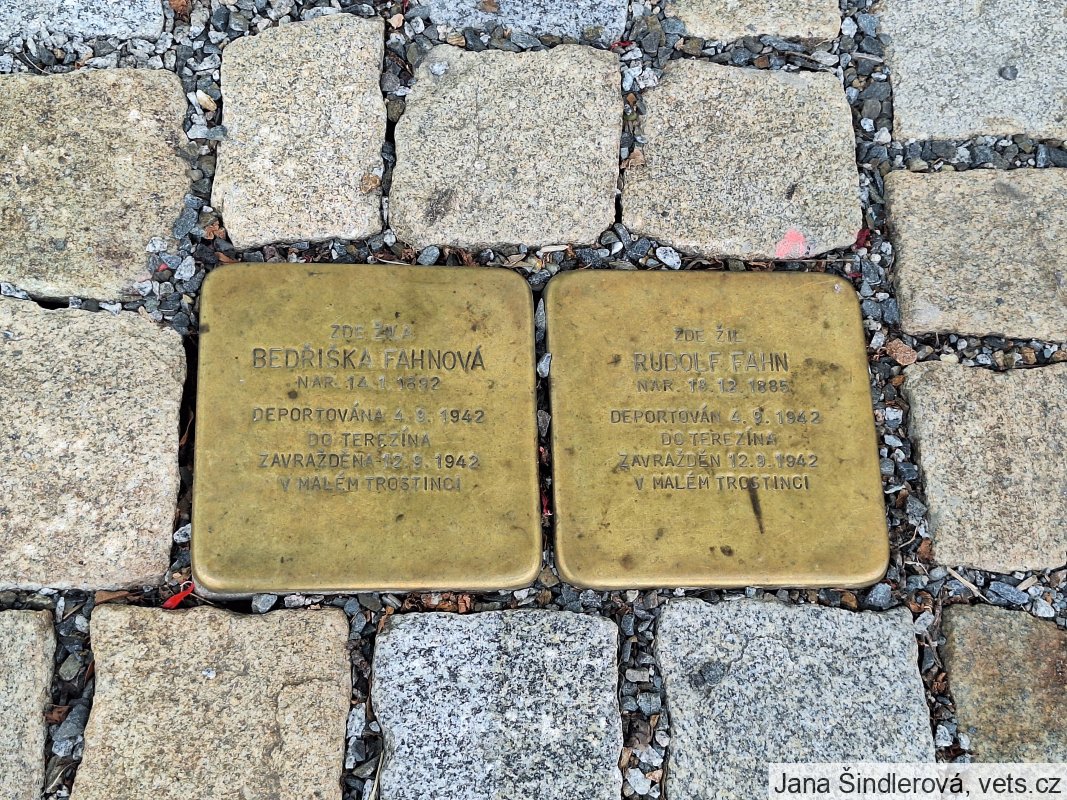 ZDE ŽILA
BEDŘIŠKA FAHNOVÁ
NAR. 14.1.1892
DEPORTOVÁNA 4.9.1942
DO TEREZÍNA
ZAVRAŽDĚNA 12.9.1942
V MALÉM TROSTINCI
ZDE ŽIL
RUDOLF FAHN
NAR. 18.12.1885
DEPORTOVÁN 4.9.1942
DO TEREZÍNA
ZAVRAŽDĚN 12.9.1942
V MALÉM TROSTINCI
Jana Šindlerová, vets.cz